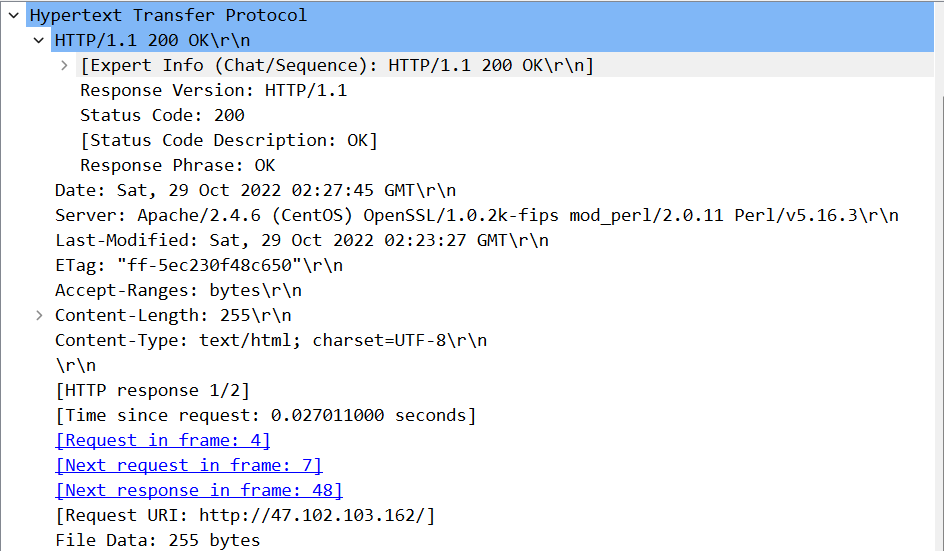 Hypertext Transfer Protocol
HTTP/1.1 200 OK\r\n
[Expert Info (Chat/Sequence): HTTP/1.1 200 OK\r\n]
Response Version: HTTP/1.1
Status Code: 200
[Status Code Description: OK]
Response Phrase: OK
Date: Sat, 29 Oct 2022 02:27:45 GMT\r\n
Server: Apache/2.4.6 (CentOS) OpenSSL/1.0.2k-fips mod_perl/2.0.11 Perl/v5.16.3\r\n
Last-Modified: Sat, 29 Oct 2022 02:23:27 GMT\r\n
ETag: "ff-5ec230f48c650"\r\n
Accept-Ranges: bytes\r\n
Content-Length: 255\r\n
Content-Type: text/html; charset=UTF-8\r\n
\r\n
[HTTP response 1/2]
[Time since request: 0.027011000 seconds]
[Request in frame: 4]
[Next request in frame: 7]
[Next response in frame: 48]
[Request URI: http://47.102.103.162/]
File Data: 255 bytes